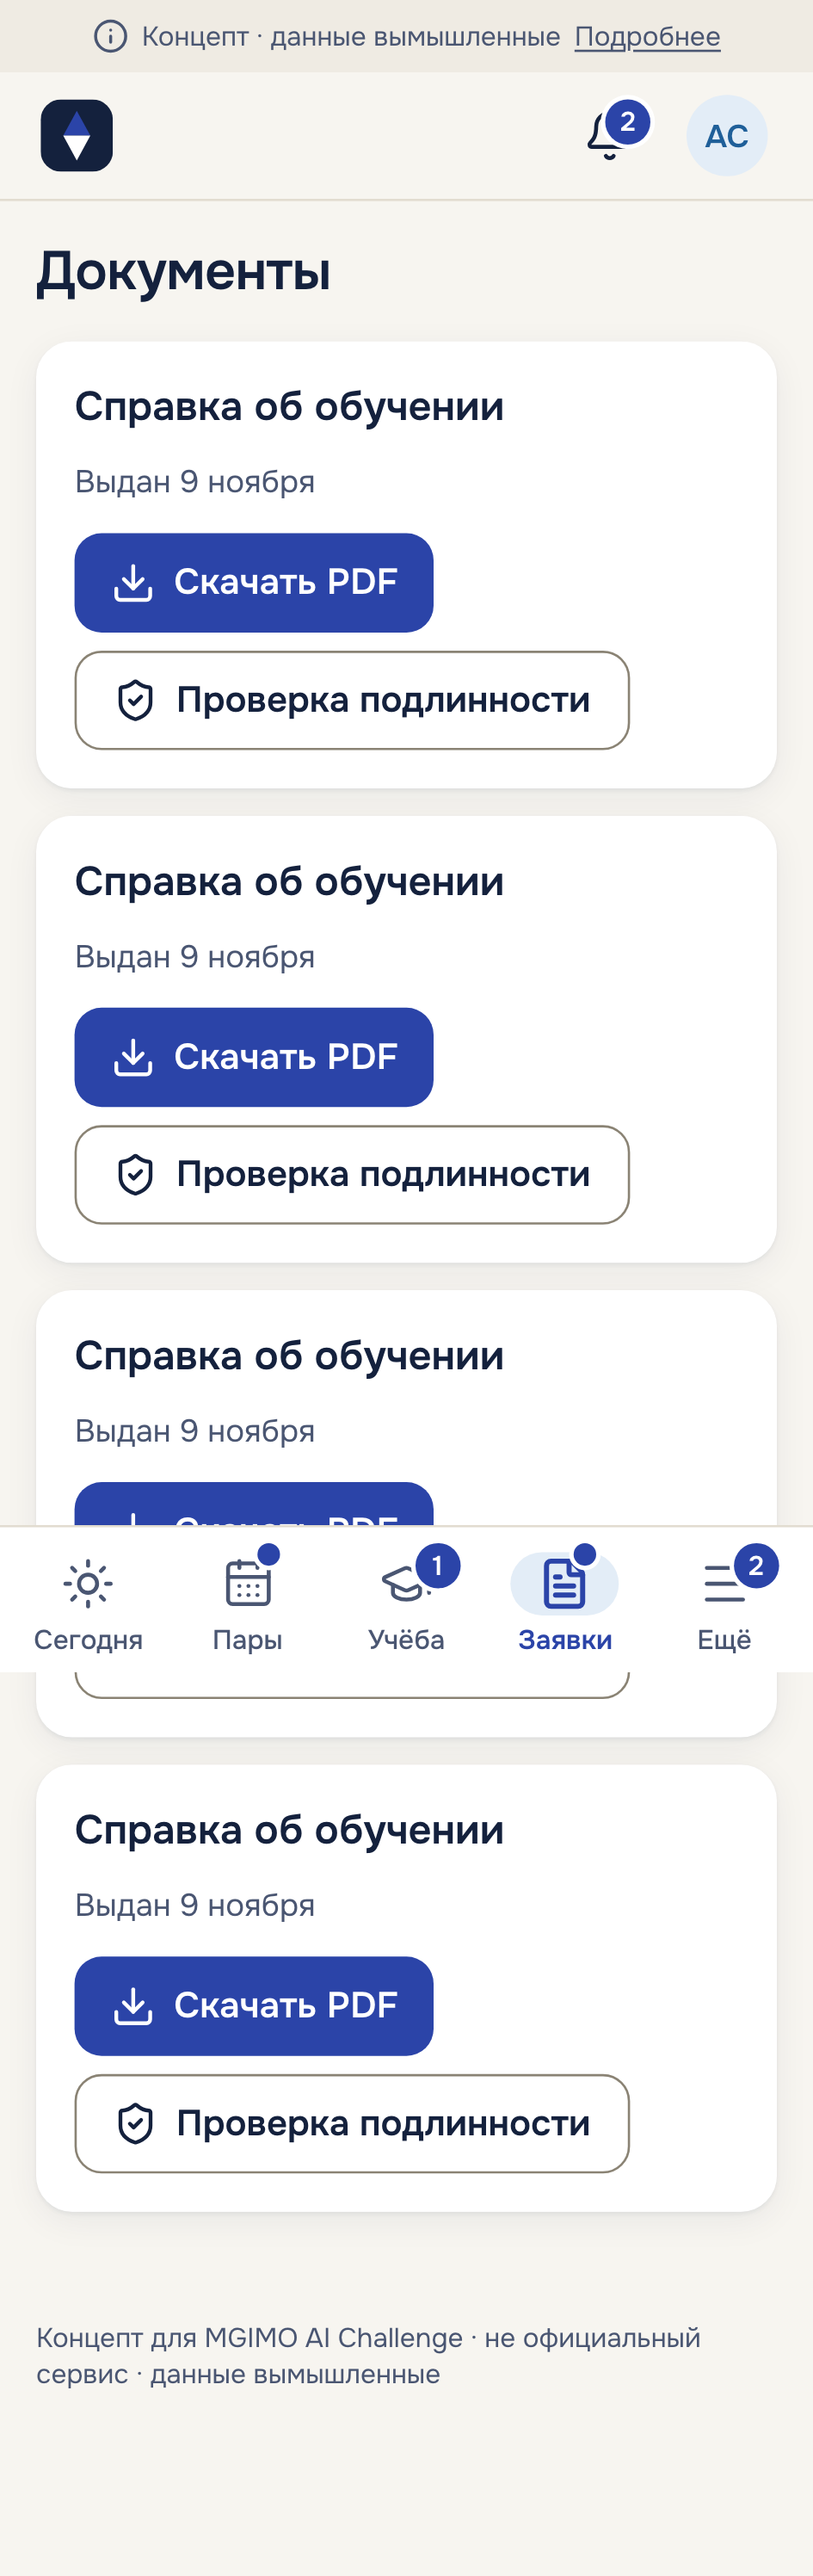 Концепт · данные вымышленные Подробнее
2
АС
Документы
Справка об обучении
Выдан 9 ноября
Скачать PDF
Проверка подлинности
Справка об обучении
Выдан 9 ноября
Скачать PDF
Проверка подлинности
Справка об обучении
Выдан 9 ноября
1
2
Сегодня Пары Учёба Заявки Ещё
Справка об обучении
Выдан 9 ноября
Скачать PDF
Проверка подлинности
Концепт для MGIMO AI Challenge · не официальный
сервис · данные вымышленные